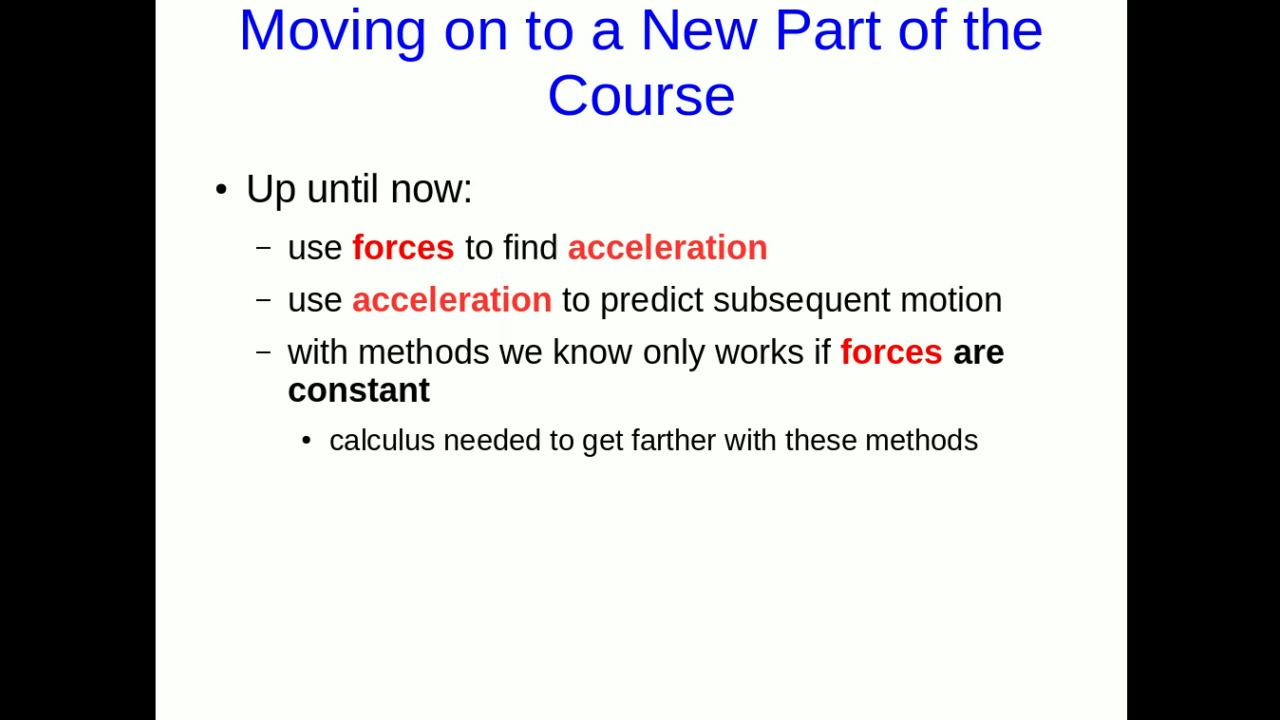 Moving on to a New Part of the
Course
• Up until now:
– use forces to find acceleration
– use acceleration to predict subsequent motion
– with methods we know only works if forces are
constant
• calculus needed to get farther with these methods